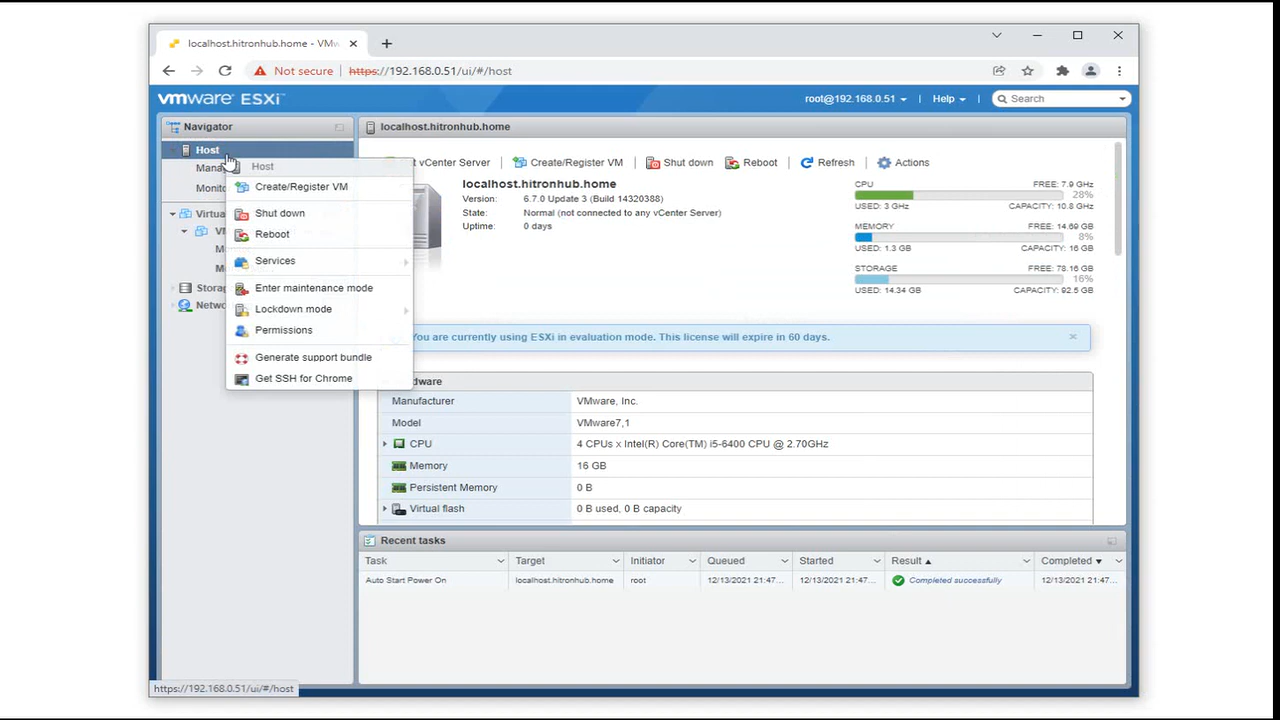 localhost.hitronhub.home - VMw
Not secure https://192.168.0.51/ui/#/host
vmware ESXi™
root@192.168.0.51 Help Search
Navigator
localhost.hitronhub.home
Host
Mana
Monito
Virtua
VM
M
M
Storag
Netwo
Host
Create/Register VM
Shut down
Reboot
Services
Enter maintenance mode
Lockdown mode
Permissions
Generate support bundle
Get SSH for Chrome
t vCenter Server Create/Register VM Shut down Reboot Refresh Actions
localhost.hitronhub.home
Version: 6.7.0 Update 3 (Build 14320388)
State: Normal (not connected to any vCenter Server)
Uptime: 0 days
CPU FREE: 7.9 GHz
28%
USED: 3 GHz CAPACITY: 10.8 GHz
MEMORY FREE: 14.69 GB
8%
USED: 1.3 GB CAPACITY: 16 GB
STORAGE FREE: 78.16 GB
16%
USED: 14.34 GB CAPACITY: 92.5 GB
You are currently using ESXi in evaluation mode. This license will expire in 60 days.
dware
Manufacturer VMware, Inc.
Model VMware7,1
CPU 4 CPUs x Intel(R) Core(TM) i5-6400 CPU @ 2.70GHz
Memory 16 GB
Persistent Memory 0 B
Virtual flash 0 B used, 0 B capacity
Recent tasks
Task Target Initiator Queued Started Result Completed
Auto Start Power On localhost.hitronhub.home root 12/13/2021 21:47... 12/13/2021 21:47... Completed successfully 12/13/2021 21:47...
https://192.168.0.51/ui/#/host